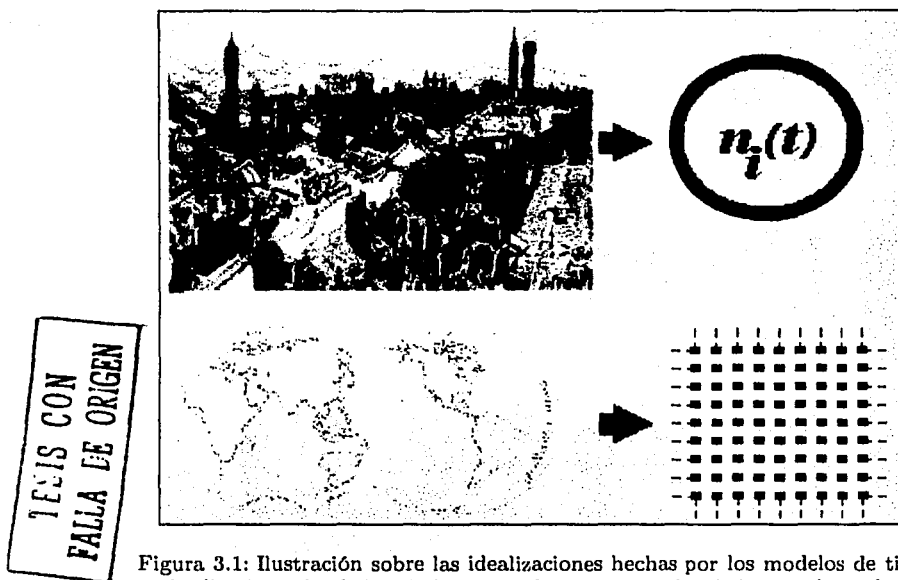 n_i(t)
TESIS CON
FALLA DE ORIGEN
Figura 3.1: Ilustración sobre las idealizaciones hechas por los modelos de ti